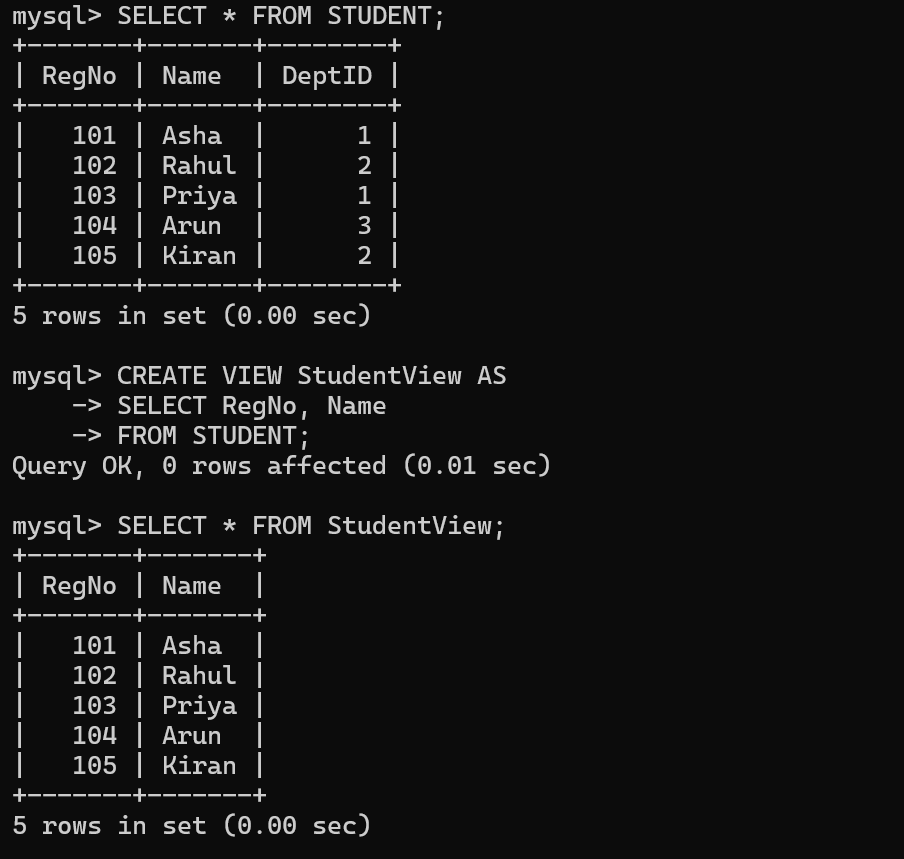 mysql> SELECT * FROM STUDENT;
+-------+-------+--------+
| RegNo | Name  | DeptID |
+-------+-------+--------+
|   101 | Asha  |      1 |
|   102 | Rahul |      2 |
|   103 | Priya |      1 |
|   104 | Arun  |      3 |
|   105 | Kiran |      2 |
+-------+-------+--------+
5 rows in set (0.00 sec)

mysql> CREATE VIEW StudentView AS
    -> SELECT RegNo, Name
    -> FROM STUDENT;
Query OK, 0 rows affected (0.01 sec)

mysql> SELECT * FROM StudentView;
+-------+-------+
| RegNo | Name  |
+-------+-------+
|   101 | Asha  |
|   102 | Rahul |
|   103 | Priya |
|   104 | Arun  |
|   105 | Kiran |
+-------+-------+
5 rows in set (0.00 sec)